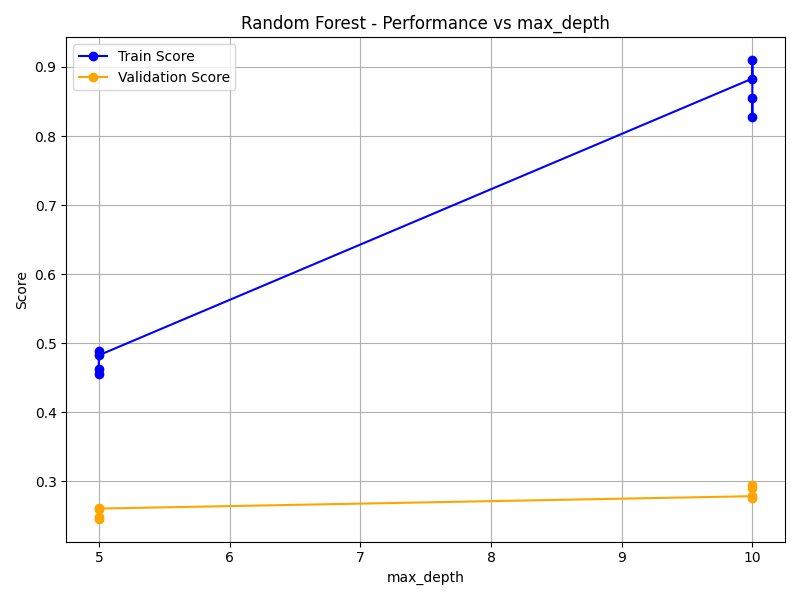 Random Forest - Performance vs max_depth
Train Score
Validation Score
Score
0.9
0.8
0.7
0.6
0.5
0.4
0.3
5 6 7 8 9 10
max_depth